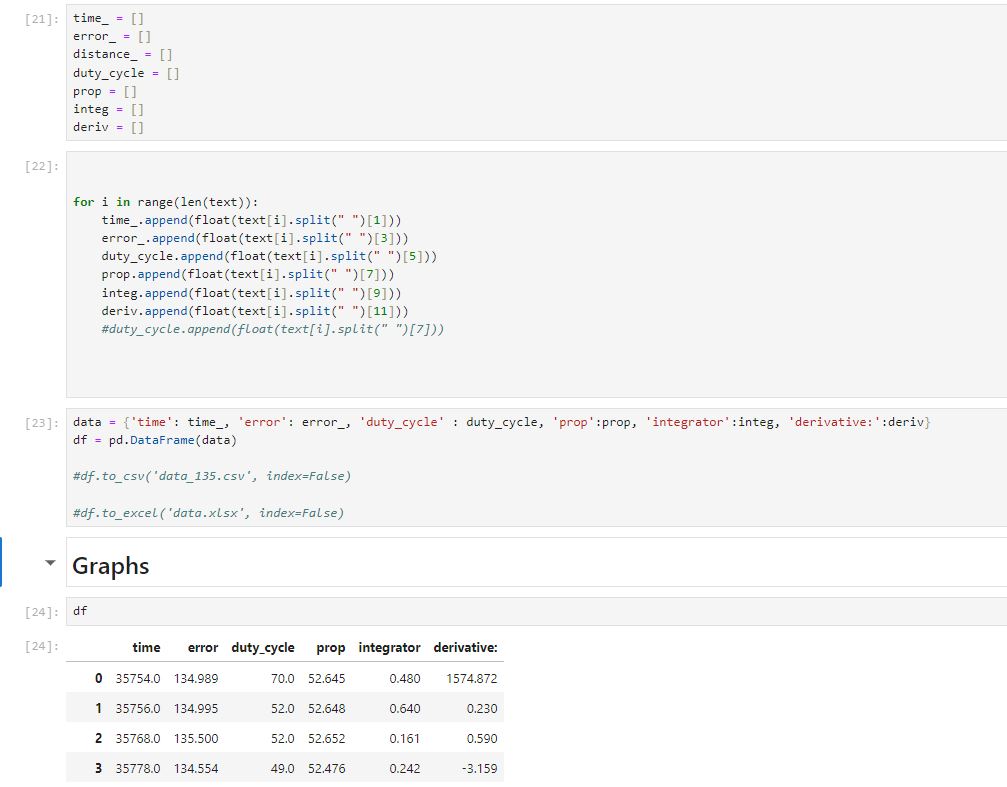 [21]:
time_ = []
error_ = []
distance_ = []
duty_cycle = []
prop = []
integ = []
deriv = []
[22]:
for i in range(len(text)):
    time_.append(float(text[i].split(" ")[1]))
    error_.append(float(text[i].split(" ")[3]))
    duty_cycle.append(float(text[i].split(" ")[5]))
    prop.append(float(text[i].split(" ")[7]))
    integ.append(float(text[i].split(" ")[9]))
    deriv.append(float(text[i].split(" ")[11]))
    #duty_cycle.append(float(text[i].split(" ")[7]))
[23]:
data = {'time': time_, 'error': error_, 'duty_cycle' : duty_cycle, 'prop':prop, 'integrator':integ, 'derivative:':deriv}
df = pd.DataFrame(data)
#df.to_csv('data_135.csv', index=False)
#df.to_excel('data.xlsx', index=False)
Graphs
[24]:
df
[24]:
time error duty_cycle prop integrator derivative:
0 35754.0 134.989 70.0 52.645 0.480 1574.872
1 35756.0 134.995 52.0 52.648 0.640 0.230
2 35768.0 135.500 52.0 52.652 0.161 0.590
3 35778.0 134.554 49.0 52.476 0.242 -3.159